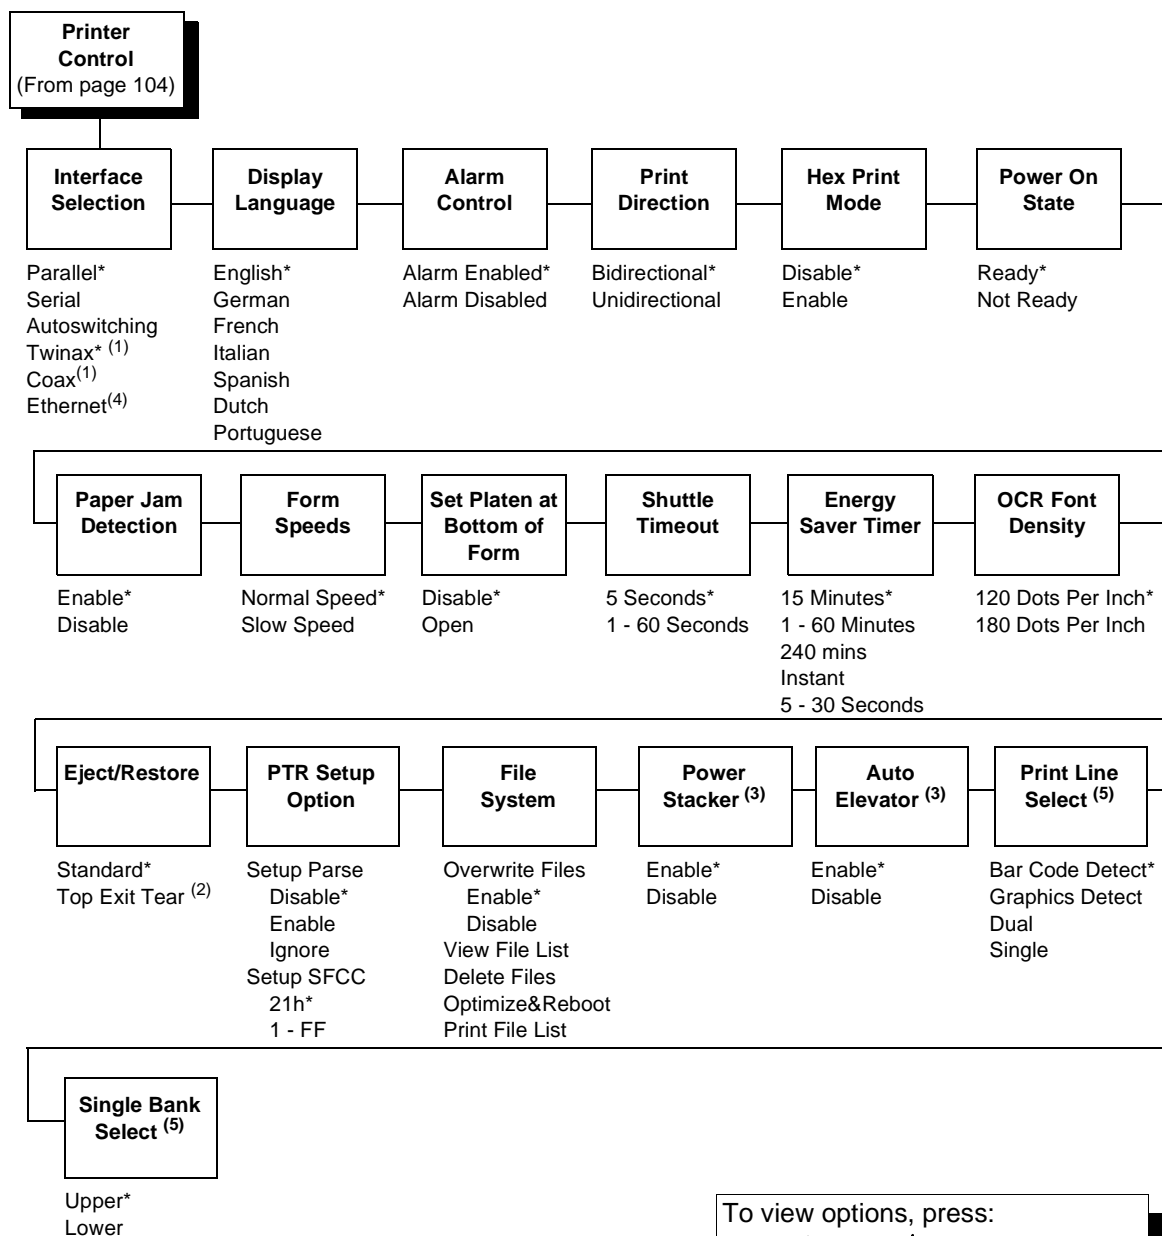 Printer
Control
(From page 104)
Interface
Selection
Display
Language
Alarm
Control
Print
Direction
Hex Print
Mode
Power On
State
Parallel*
Serial
Autoswitching
Twinax* (1)
Coax(1)
Ethernet(4)
English*
German
French
Italian
Spanish
Dutch
Portuguese
Alarm Enabled*
Alarm Disabled
Bidirectional*
Unidirectional
Disable*
Enable
Ready*
Not Ready
Paper Jam
Detection
Form
Speeds
Set Platen at
Bottom of
Form
Shuttle
Timeout
Energy
Saver Timer
OCR Font
Density
Enable*
Disable
Normal Speed*
Slow Speed
Disable*
Open
5 Seconds*
1 - 60 Seconds
15 Minutes*
1 - 60 Minutes
240 mins
Instant
5 - 30 Seconds
120 Dots Per Inch*
180 Dots Per Inch
Eject/Restore
PTR Setup
Option
File
System
Power
Stacker (3)
Auto
Elevator (3)
Print Line
Select (5)
Standard*
Top Exit Tear (2)
Setup Parse
Disable*
Enable
Ignore
Setup SFCC
21h*
1 - FF
Overwrite Files
Enable*
Disable
View File List
Delete Files
Optimize&Reboot
Print File List
Enable*
Disable
Enable*
Disable
Bar Code Detect*
Graphics Detect
Dual
Single
Single Bank
Select (5)
Upper*
Lower
To view options, press: